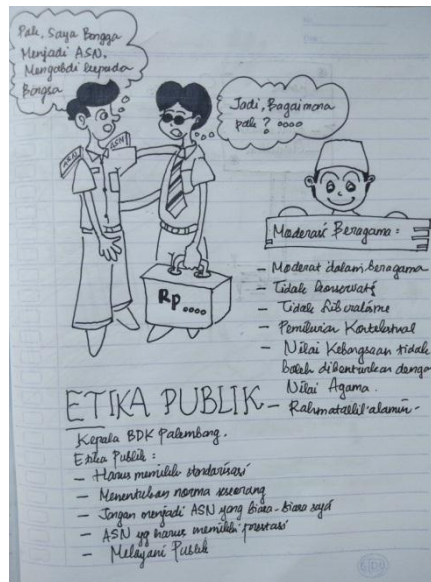 Pak, Saya Bangga
Menjadi ASN,
Mengabdi kepada
Bangsa
Jadi, Bagaimana
pak ? ....
ASN
Rp ....
Moderasi Beragama :
- Moderat dalam beragama
- Tidak konservatif
- Tidak Liberalisme
- Pemikiran Kontekstual
- Nilai Kebangsaan tidak
boleh dibenturkan dengan
Nilai Agama.
- Rahmatallil'alamin.
ETIKA PUBLIK
Kepala BDK Palembang.
Etika Publik :
- Harus memiliki standarisasi
- Menentukan norma seseorang
- Jangan menjadi ASN yang biasa-biasa saja
- ASN yg harus memiliki prestasi
- Melayani Publik